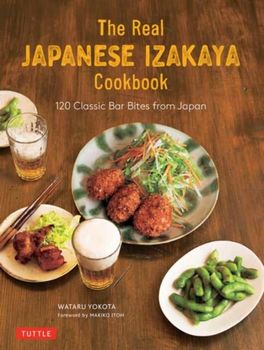 The Real
JAPANESE IZAKAYA
Cookbook
120 Classic Bar Bites from Japan
WATARU YOKOTA
Foreword by MAKIKO ITOH
TUTTLE